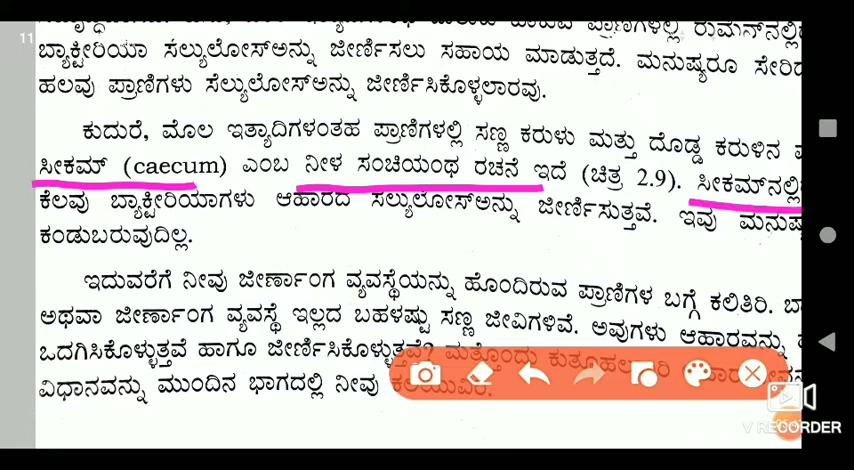 11
ಬ್ಯಾಕ್ಟೀರಿಯಾ ಸೆಲ್ಯುಲೋಸ್ಅನ್ನು ಜೀರ್ಣಿಸಲು ಸಹಾಯ ಮಾಡುತ್ತದೆ. ಮನುಷ್ಯರೂ
ಹಲವು ಪ್ರಾಣಿಗಳು ಸೆಲ್ಯುಲೋಸ್ಅನ್ನು ಜೀರ್ಣಿಸಿಕೊಳ್ಳಲಾರವು.
ಕುದುರೆ, ಮೊಲ ಇತ್ಯಾದಿಗಳಂತಹ ಪ್ರಾಣಿಗಳಲ್ಲಿ ಸಣ್ಣ ಕರುಳು ಮತ್ತು ದೊಡ್ಡ ಕರುಳಿನ
ಸೀಕಮ್ (caecum) ಎಂಬ ನೀಳ ಸಂಚಿಯಂಥ ರಚನೆ ಇದೆ (ಚಿತ್ರ 2.9).
ಕೆಲವು ಬ್ಯಾಕ್ಟೀರಿಯಾಗಳು ಆಹಾರದ ಸೆಲ್ಯುಲೋಸ್ಅನ್ನು ಜೀರ್ಣಿಸುತ್ತವೆ. ಇವು
ಕಂಡುಬರುವುದಿಲ್ಲ.
ಇದುವರೆಗೆ ನೀವು ಜೀರ್ಣಾಂಗ ವ್ಯವಸ್ಥೆಯನ್ನು ಹೊಂದಿರುವ ಪ್ರಾಣಿಗಳ ಬಗ್ಗೆ ಕಲಿತಿರಿ.
ಅಥವಾ ಜೀರ್ಣಾಂಗ ವ್ಯವಸ್ಥೆ ಇಲ್ಲದ ಬಹಳಷ್ಟು ಸಣ್ಣ ಜೀವಿಗಳಿವೆ. ಅವುಗಳು ಆಹಾರವನ್ನು
ಒದಗಿಸಿಕೊಳ್ಳುತ್ತವೆ ಹಾಗೂ ಜೀರ್ಣಿಸಿಕೊಳ್ಳುತ್ತವೆ? ಮತ್ತೊಂದು
ವಿಧಾನವನ್ನು ಮುಂದಿನ ಭಾಗದಲ್ಲಿ ನೀವು ಕಲಿಯುವಿರಿ.
V RECORDER